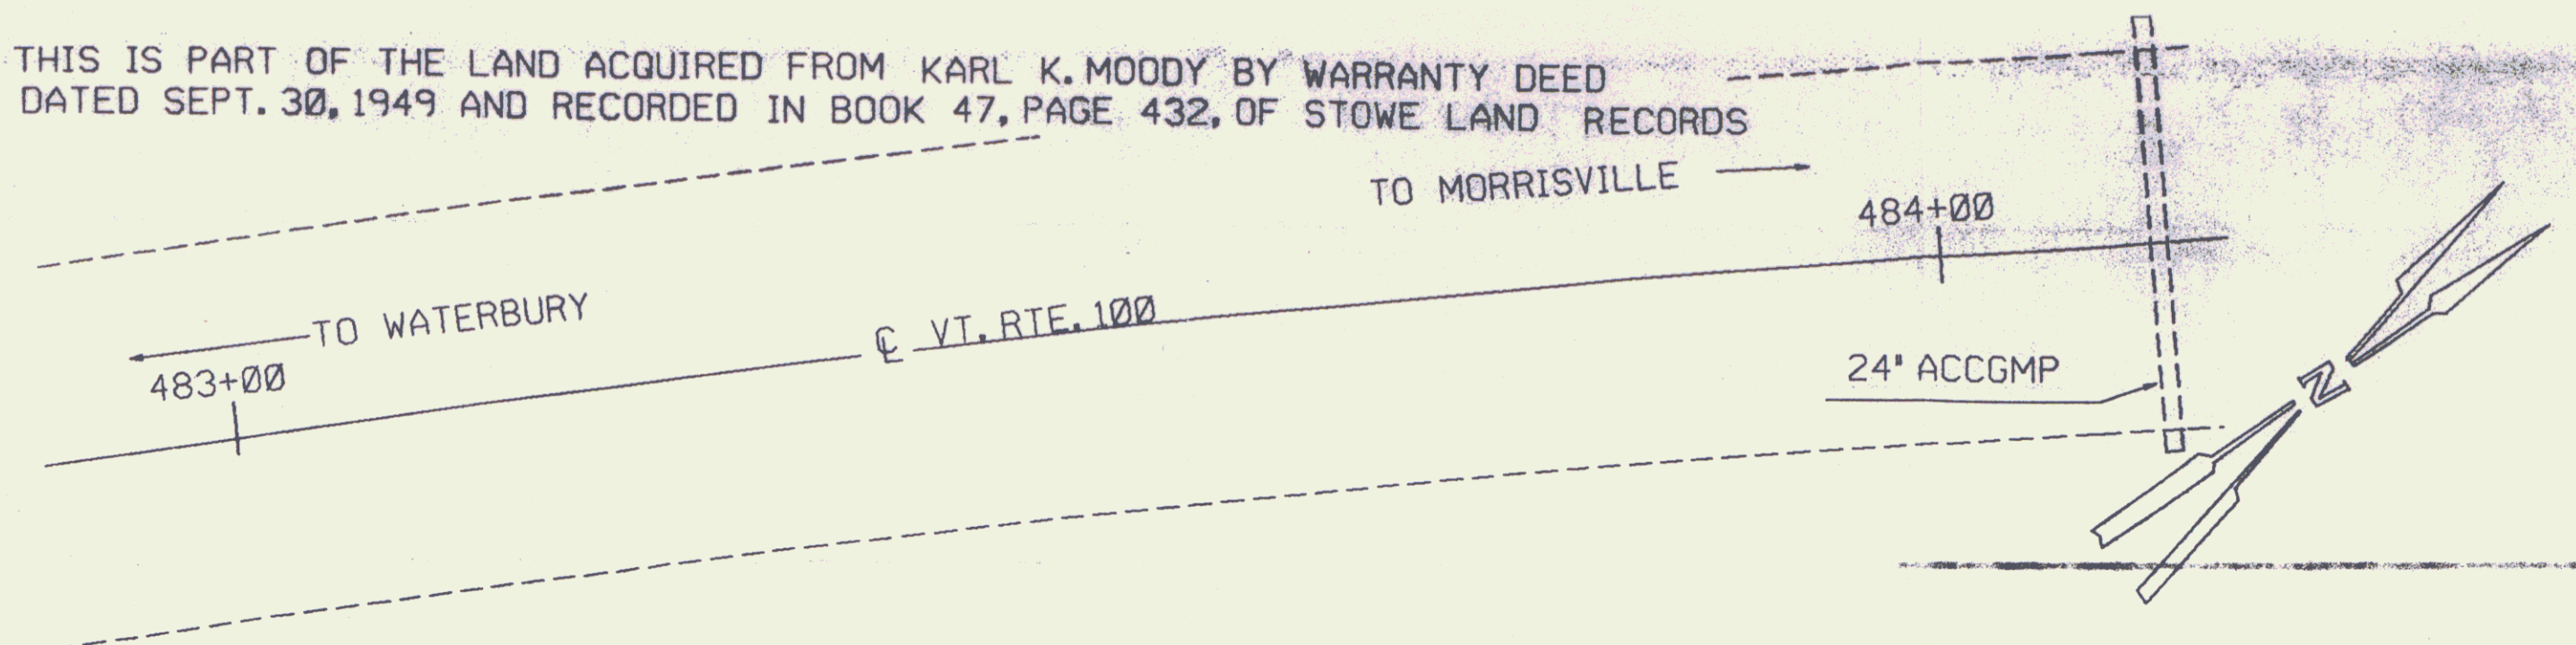 THIS IS PART OF THE LAND ACQUIRED FROM KARL K. MOODY BY WARRANTY DEED
DATED SEPT. 30, 1949 AND RECORDED IN BOOK 47, PAGE 432, OF STOWE LAND RECORDS
TO MORRISVILLE
484+00
TO WATERBURY
℄ VT. RTE. 100
483+00
24" ACCGMP
N